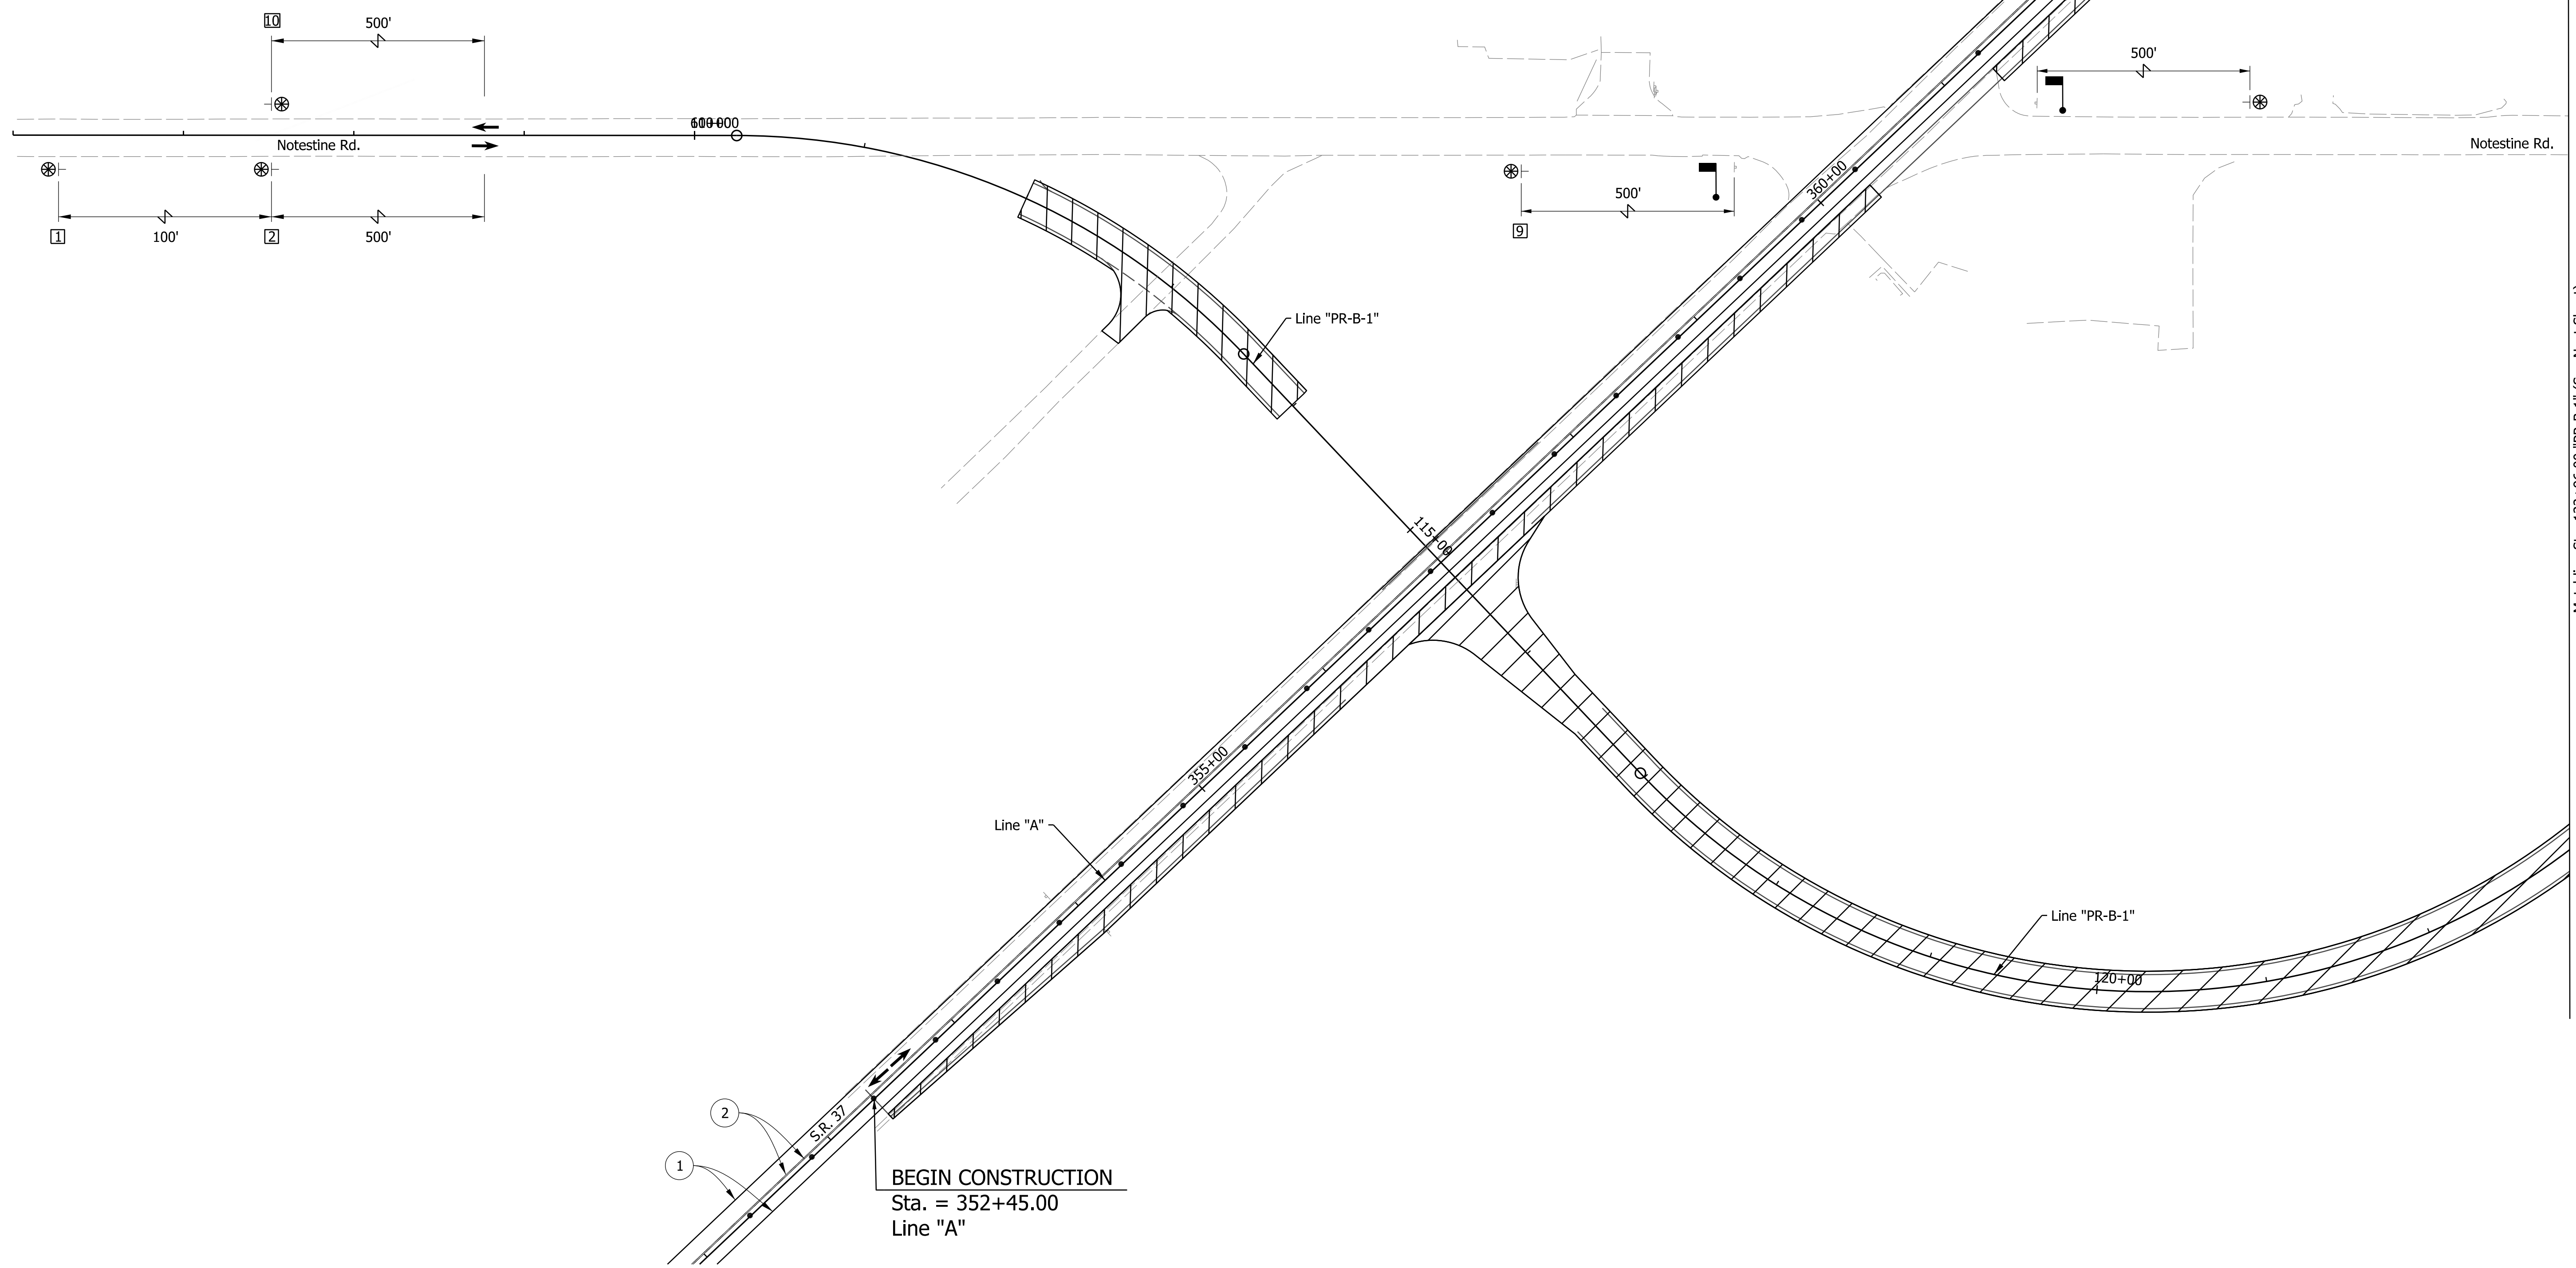 10
500'
500'
610+000
Notestine Rd.
Notestine Rd.
360+00
500'
1
100'
2
500'
9
Line "PR-B-1"
115+00
355+00
Line "A"
Line "PR-B-1"
120+00
S.R. 37
2
1
BEGIN CONSTRUCTION
Sta. = 352+45.00
Line "A"